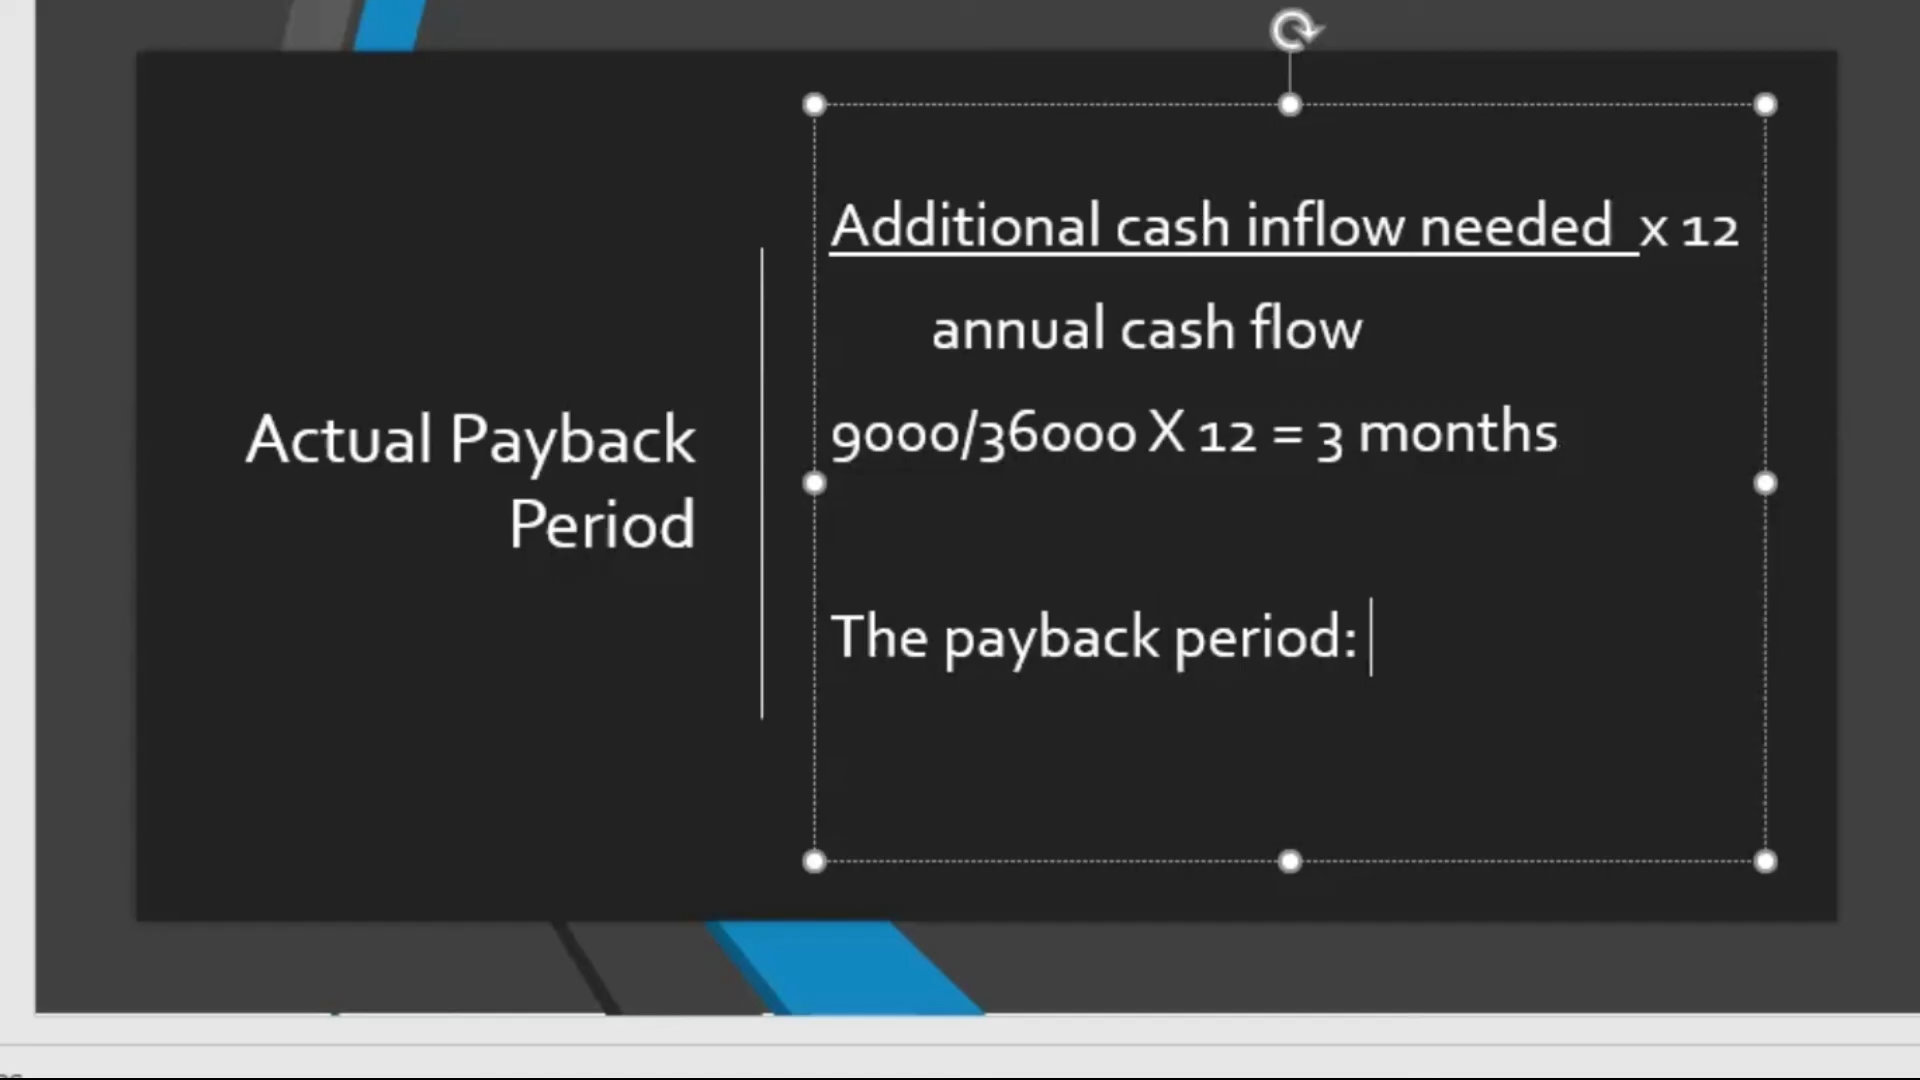 Actual Payback
Period
Additional cash inflow needed x 12
annual cash flow
9000/36000 X 12 = 3 months
The payback period: